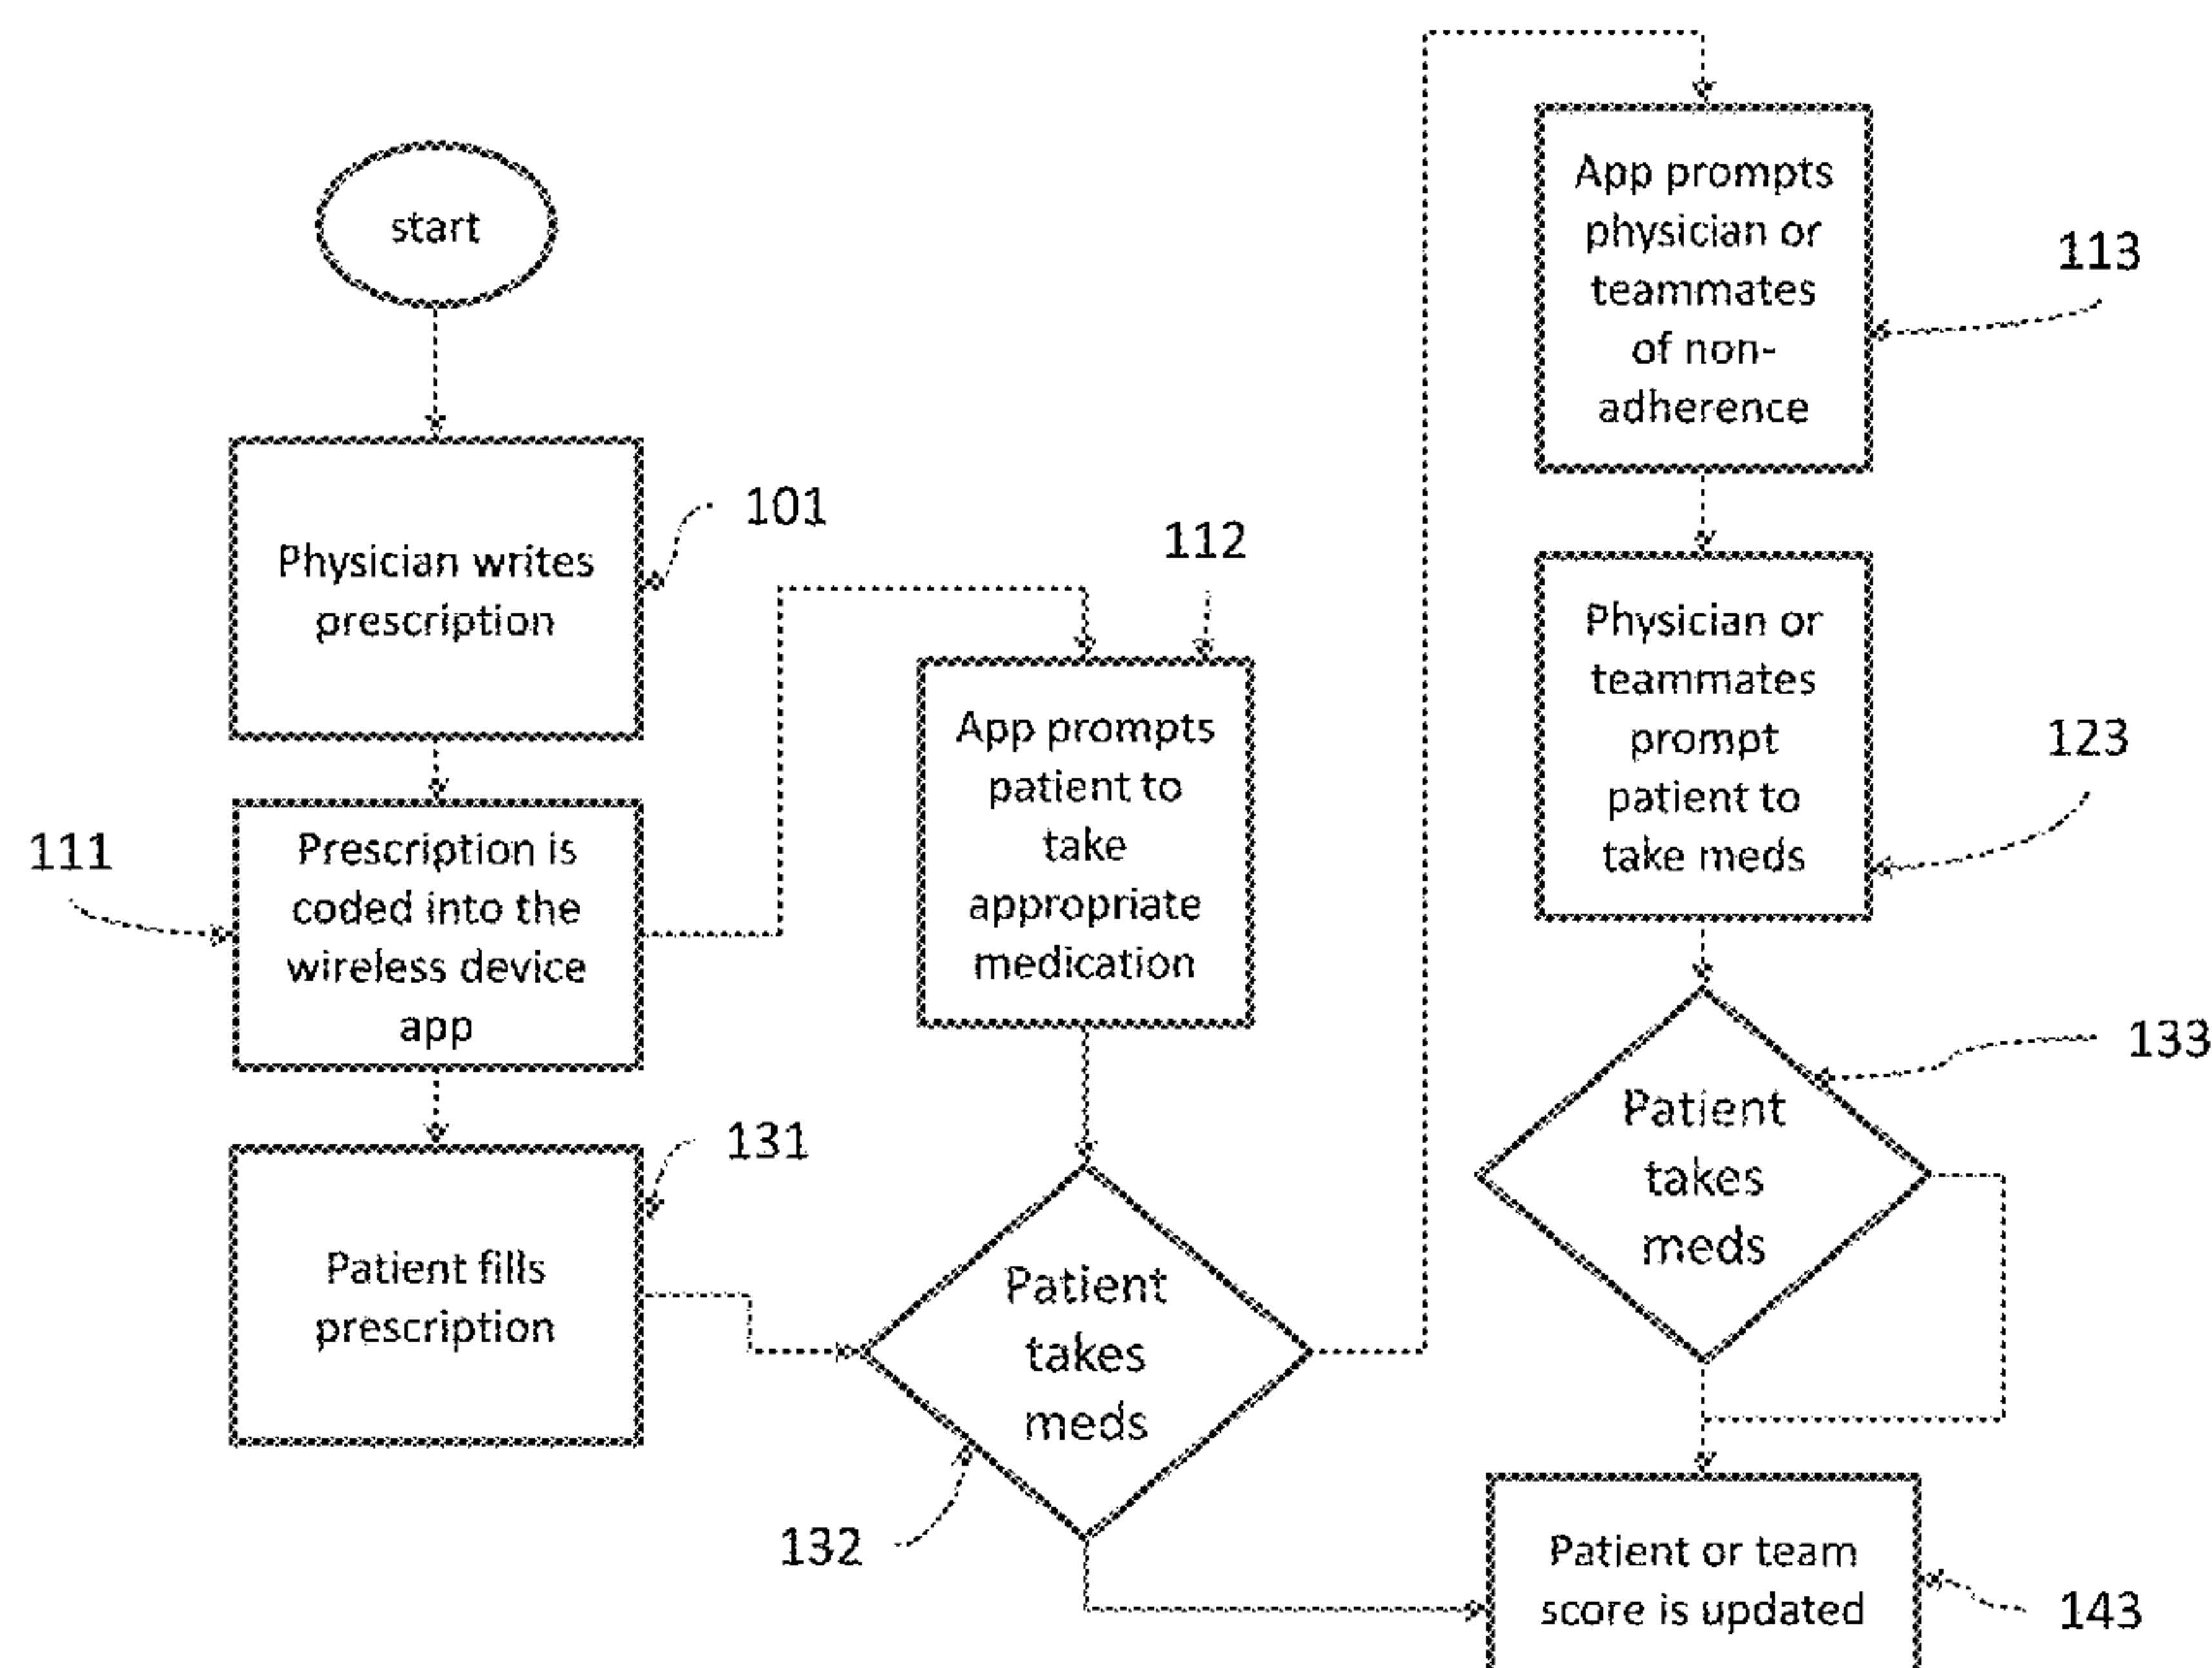 start
Physician writes
prescription
101
111
Prescription is
coded into the
wireless device
app
Patient fills
prescription
131
112
App prompts
patient to
take
appropriate
medication
Patient
takes
meds
132
App prompts
physician or
teammates
of non-
adherence
113
Physician or
teammates
prompt
patient to
take meds
123
Patient
takes
meds
133
Patient or team
score is updated
143